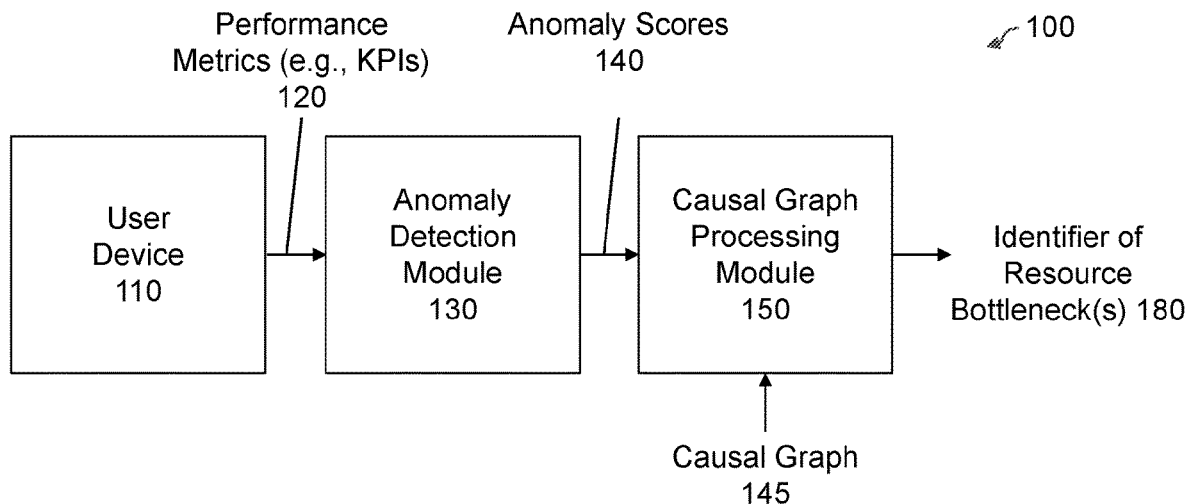 Performance
Metrics (e.g., KPIs)
120
Anomaly Scores
140
100
User
Device
110
Anomaly
Detection
Module
130
Causal Graph
Processing
Module
150
Identifier of
Resource
Bottleneck(s) 180
Causal Graph
145